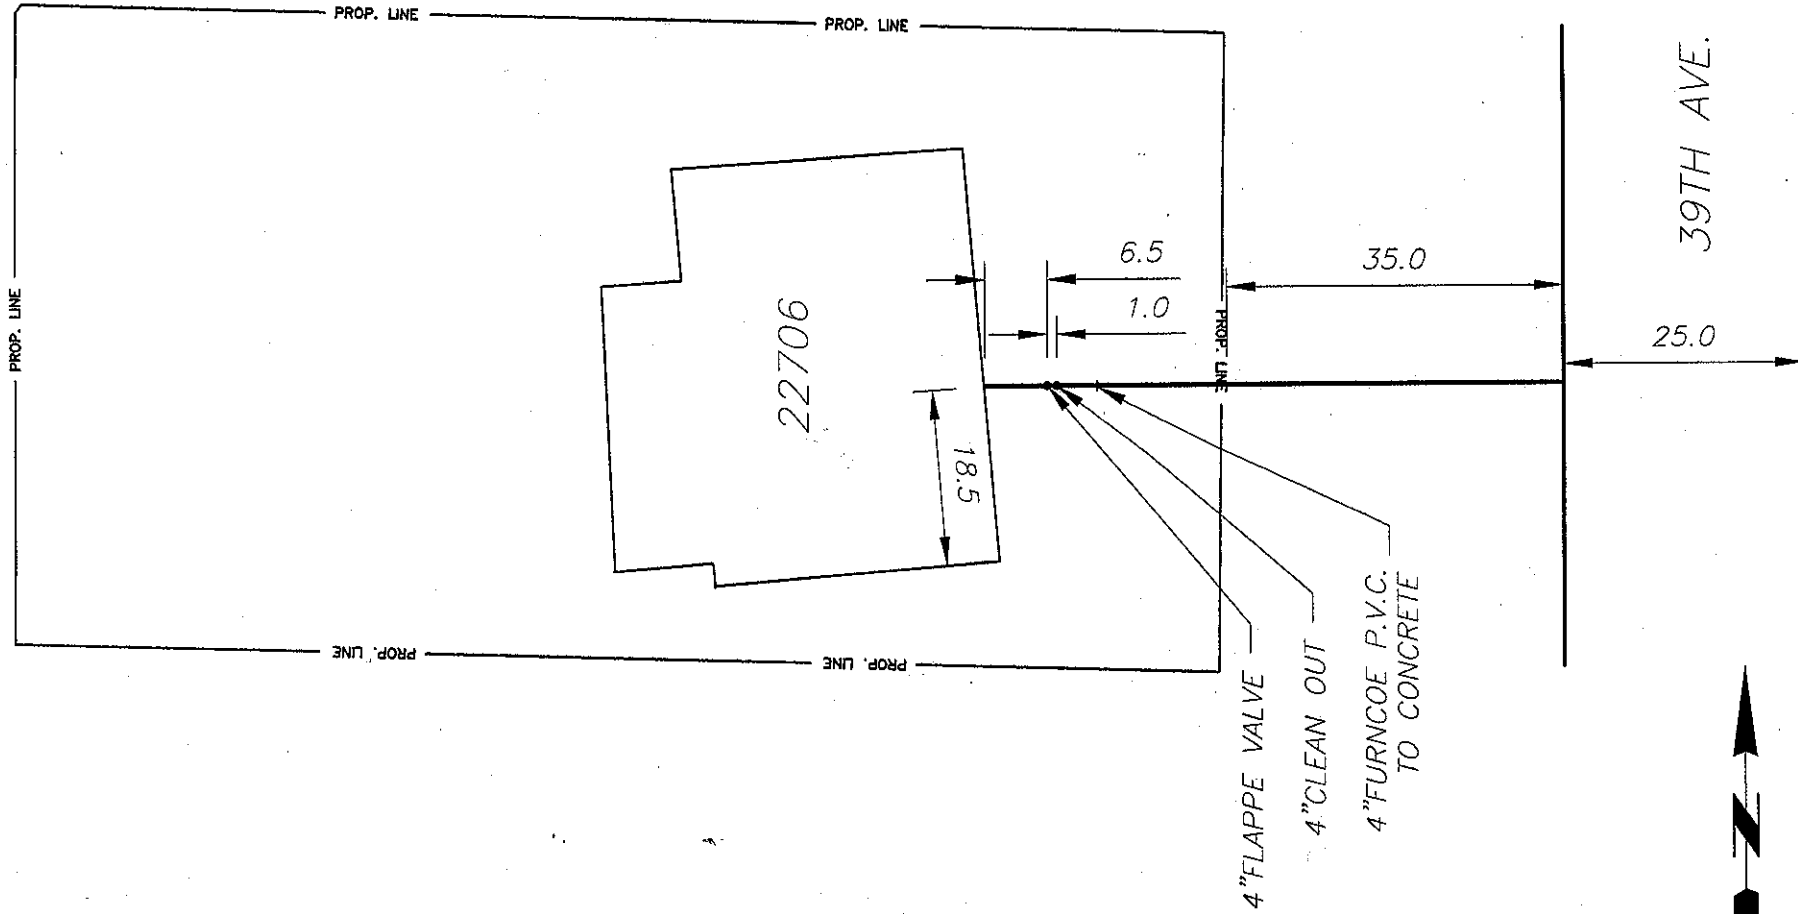 PROP. LINE
PROP. LINE
PROP. LINE
39TH AVE.
6.5
35.0
1.0
PROP. LINE
25.0
22706
18.5
PROP. LINE
PROP. LINE
4"FLAPPE VALVE
4"CLEAN OUT
4"FURNCOE P.V.C.
TO CONCRETE
N